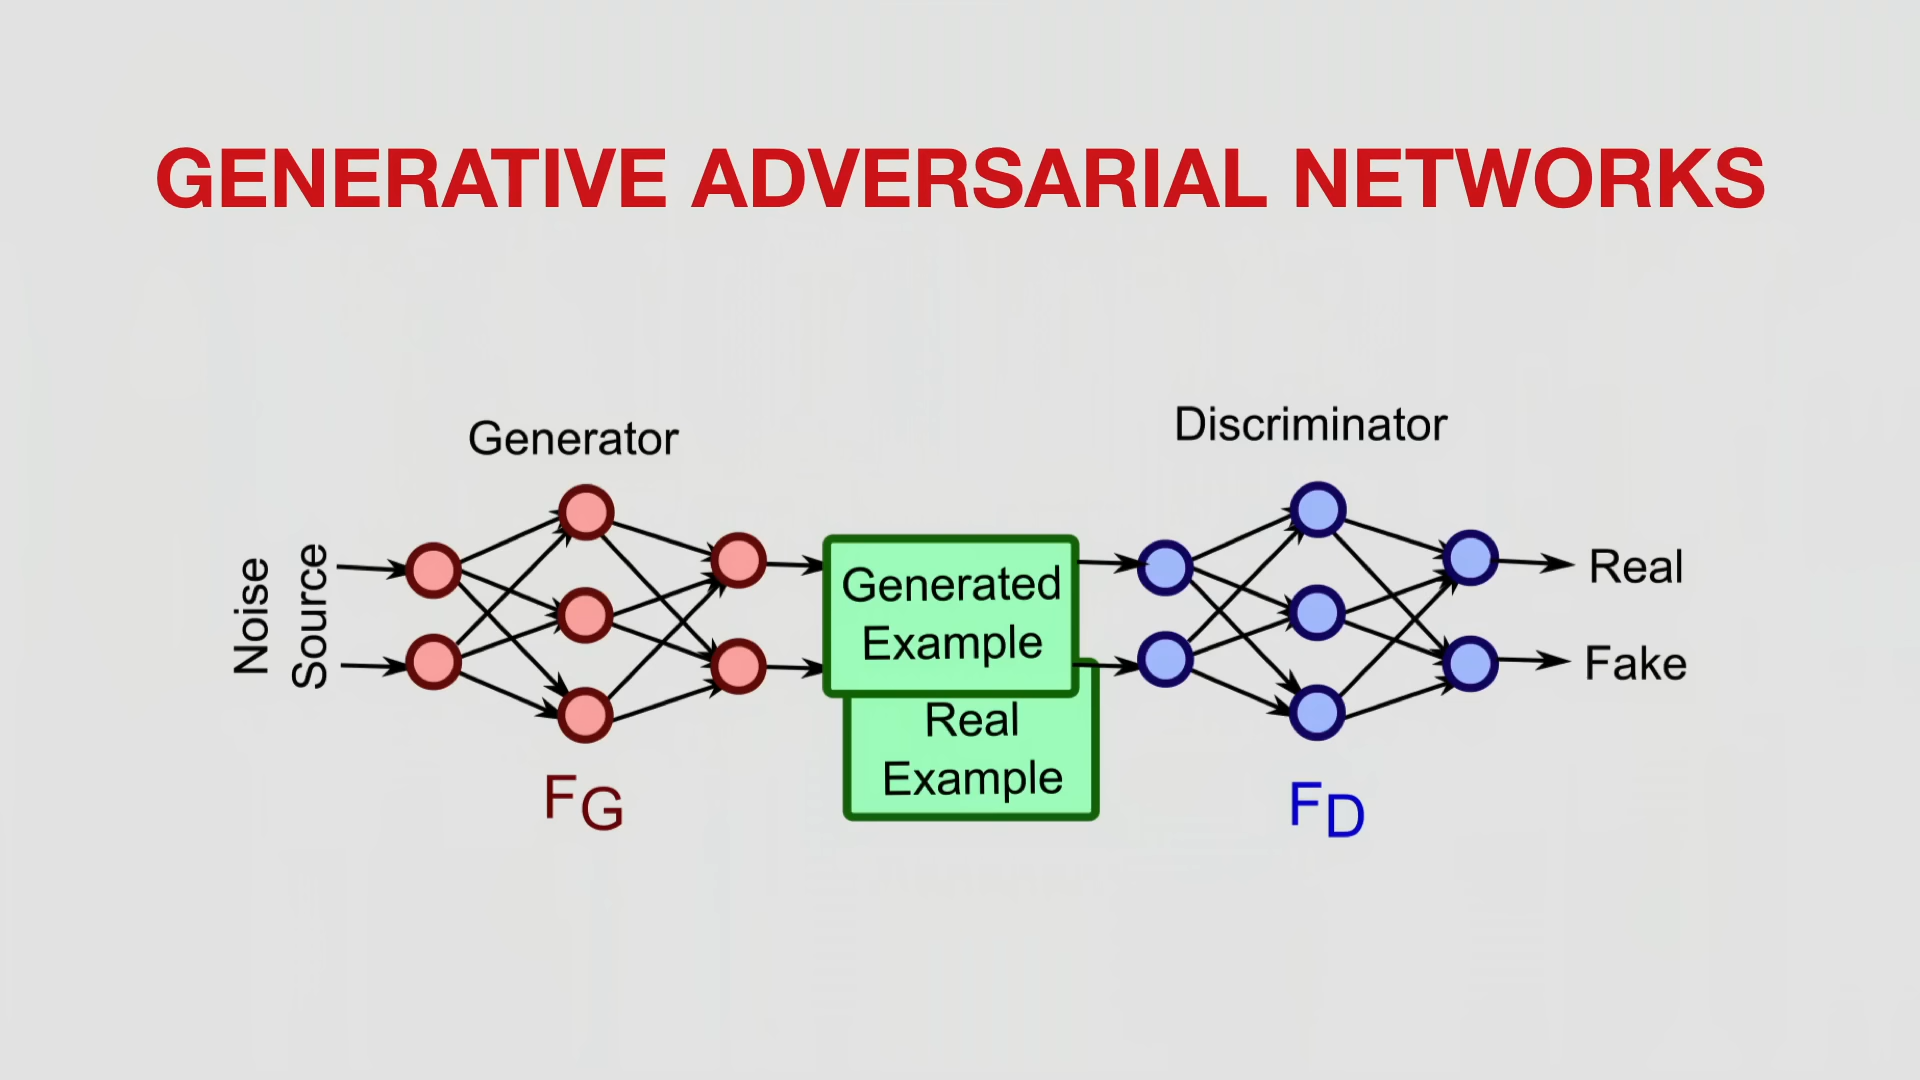 GENERATIVE ADVERSARIAL NETWORKS
Generator
Discriminator
Noise
Source
Generated
Example
Real
Example
Real
Fake
FG
FD